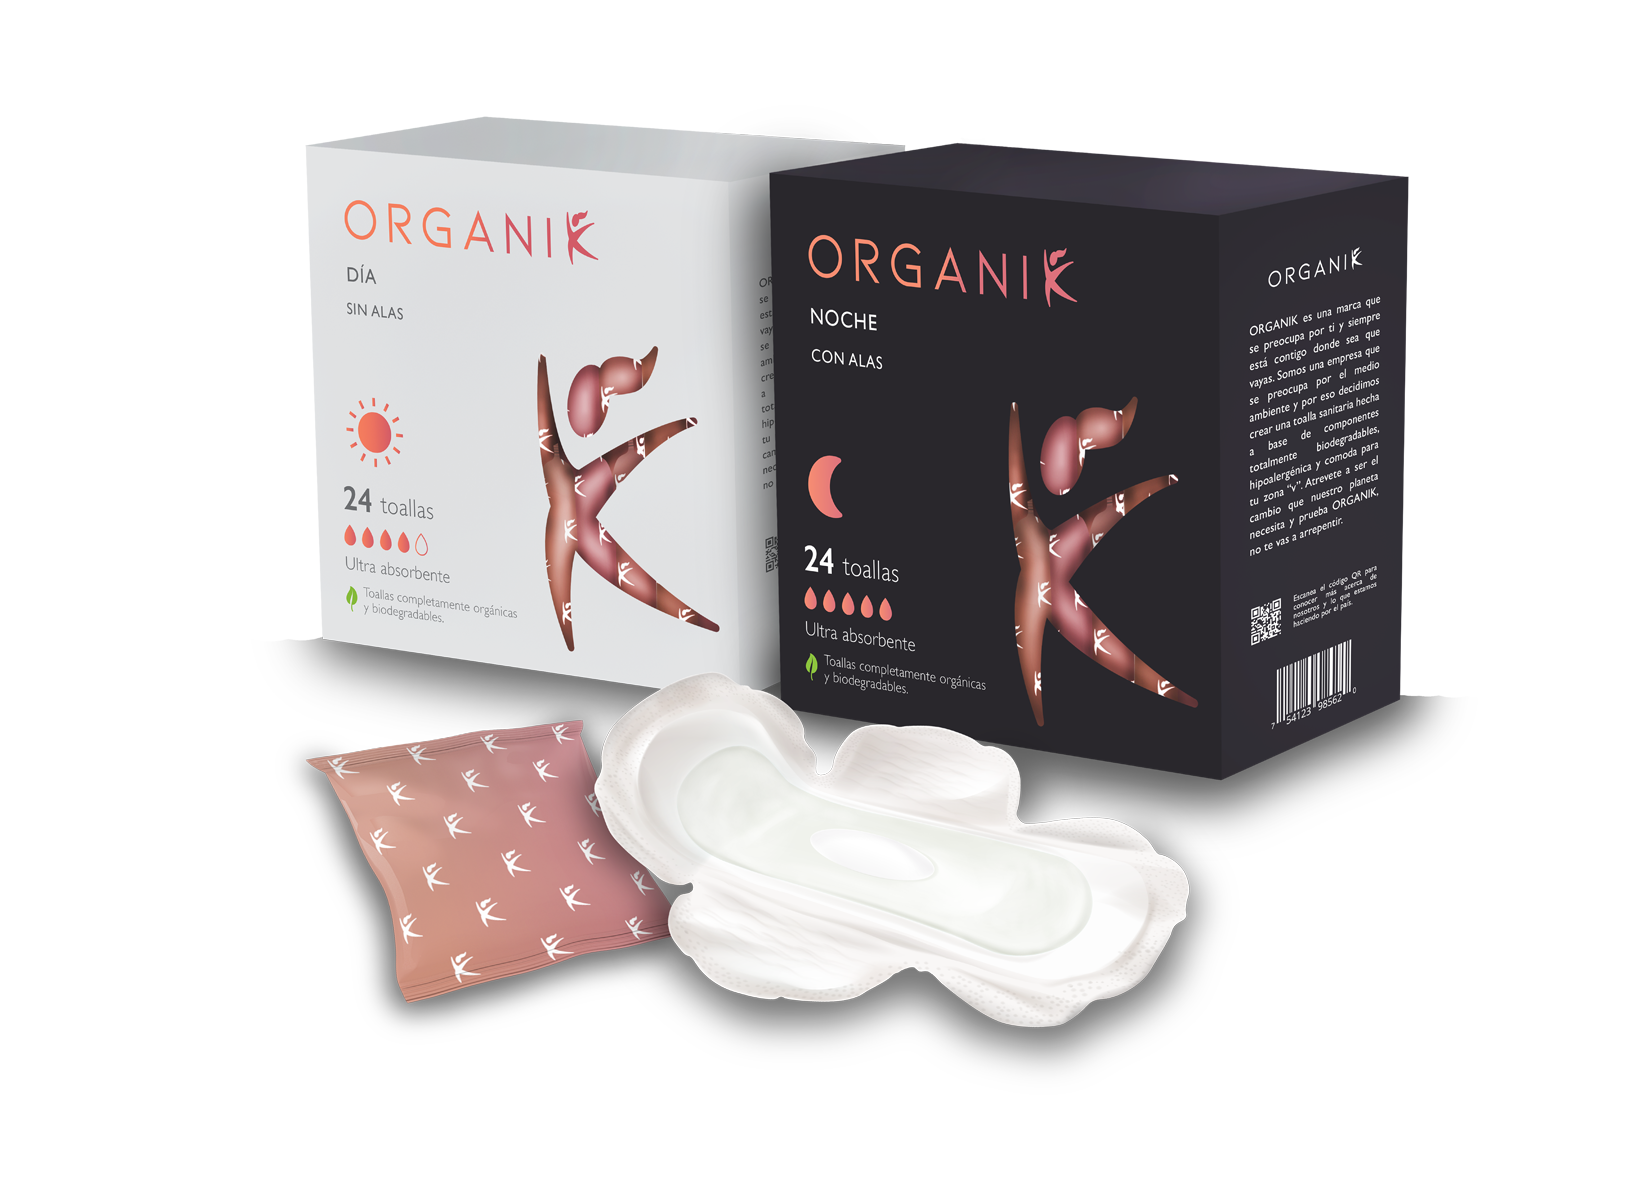 ORGANIK
DÍA
SIN ALAS
24 toallas
Ultra absorbente
Toallas completamente orgánicas
y biodegradables.
ORGANIK
NOCHE
CON ALAS
24 toallas
Ultra absorbente
Toallas completamente orgánicas
y biodegradables.
ORGANIK
ORGANIK es una marca que
se preocupa por ti y siempre
está contigo donde sea que
vayas. Somos una empresa que
se preocupa por el medio
ambiente y por eso decidimos
crear una toalla sanitaria hecha
a base de componentes
totalmente biodegradables,
hipoalergénica y comoda para
tu zona “v”. Atrevete a ser el
cambio que nuestro planeta
necesita y prueba ORGANIK,
no te vas a arrepentir.
Escanea el código QR para
conocer más acerca de
nosotros y lo que estamos
haciendo por el país.
7 54123 98562 0